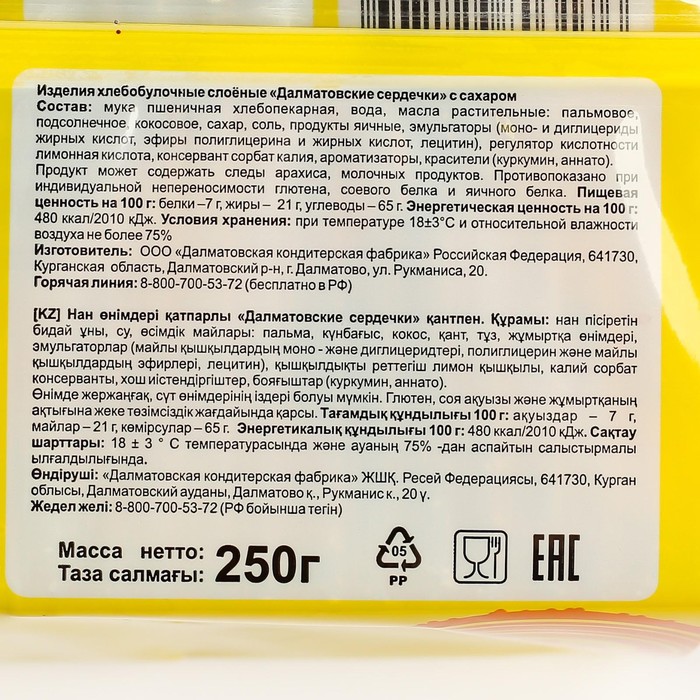 Изделия хлебобулочные слоёные «Далматовские сердечки» с сахаром
Состав: мука пшеничная хлебопекарная, вода, масла растительные: пальмовое,
подсолнечное, кокосовое, сахар, соль, продукты яичные, эмульгаторы (моно- и диглицериды
жирных кислот, эфиры полиглицерина и жирных кислот, лецитин), регулятор кислотности
лимонная кислота, консервант сорбат калия, ароматизаторы, красители (куркумин, аннато).
Продукт может содержать следы арахиса, молочных продуктов. Противопоказано при
индивидуальной непереносимости глютена, соевого белка и яичного белка. Пищевая
ценность на 100 г: белки –7 г, жиры – 21 г, углеводы – 65 г. Энергетическая ценность на 100 г:
480 ккал/2010 кДж. Условия хранения: при температуре 18±3°С и относительной влажности
воздуха не более 75%
Изготовитель: ООО «Далматовская кондитерская фабрика» Российская Федерация, 641730,
Курганская область, Далматовский р-н, г. Далматово, ул. Рукманиса, 20.
Горячая линия: 8-800-700-53-72 (бесплатно в РФ)
[KZ] Нан өнімдері қатпарлы «Далматовские сердечки» қантпен. Құрамы: нан пісіретін
бидай ұны, су, өсімдік майлары: пальма, күнбағыс, кокос, қант, тұз, жұмыртқа өнімдері,
эмульгаторлар (майлы қышқылдардың моно - және диглицеридтері, полиглицерин және майлы
қышқылдардың эфирлері, лецитин), қышқылдықты реттегіш лимон қышқылы, калий сорбат
консерванты, хош иістендіргіштер, бояғыштар (куркумин, аннато).
Өнімде жержаңғақ, сүт өнімдерінің іздері болуы мүмкін. Глютен, соя ақуызы және жұмыртқаның
ақтығына жеке төзімсіздік жағдайында қарсы. Тағамдық құндылығы 100 г: ақуыздар – 7 г,
майлар – 21 г, көмірсулар – 65 г. Энергетикалық құндылығы 100 г: 480 ккал/2010 кДж. Сақтау
шарттары: 18 ± 3 ° С температурасында және ауаның 75% -дан аспайтын салыстырмалы
ылғалдылығында.
Өндіруші: «Далматовская кондитерская фабрика» ЖШҚ. Ресей Федерациясы, 641730, Курган
облысы, Далматовский ауданы, Далматово қ., Рукманис к., 20 ү.
Жедел желі: 8-800-700-53-72 (РФ бойынша тегін)
Масса нетто:
Таза салмағы: 250г
05
PP
EAC